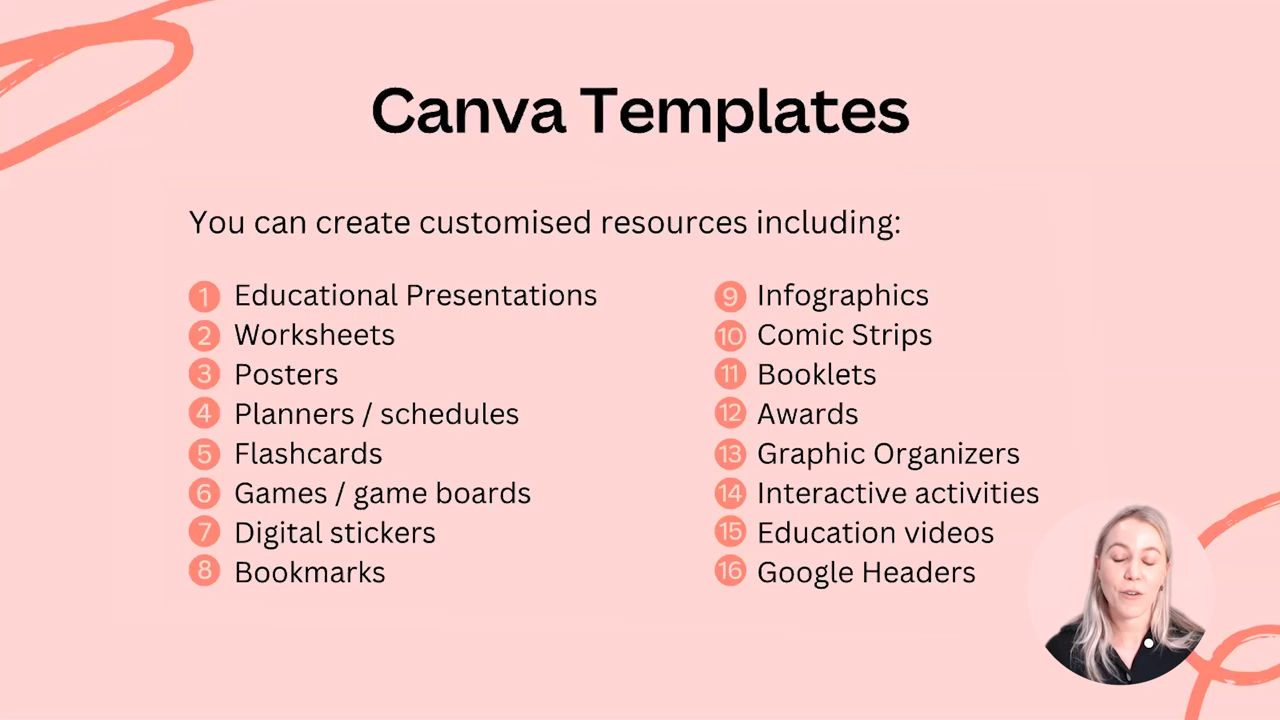 Canva Templates
You can create customised resources including:
1 Educational Presentations
2 Worksheets
3 Posters
4 Planners / schedules
5 Flashcards
6 Games / game boards
7 Digital stickers
8 Bookmarks
9 Infographics
10 Comic Strips
11 Booklets
12 Awards
13 Graphic Organizers
14 Interactive activities
15 Education videos
16 Google Headers